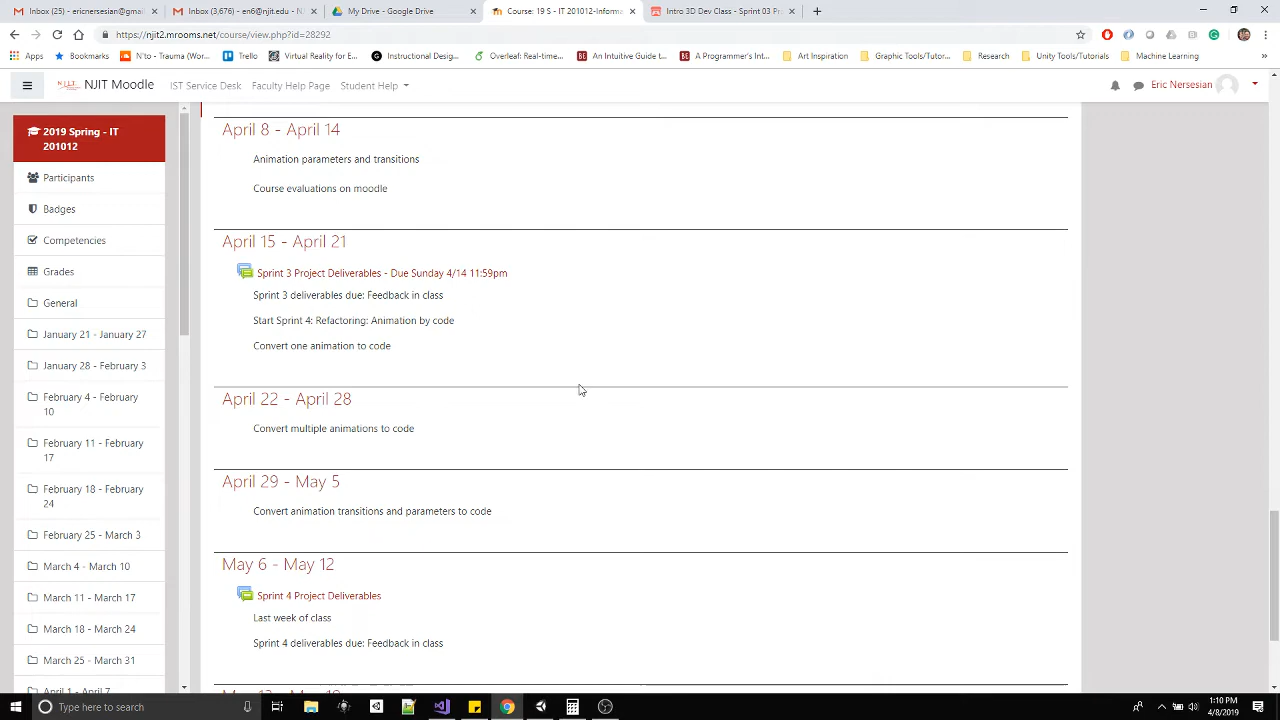 Inbox (25) - ericnersesian@gmail
Inbox (3,676) - en6@njit.edu - N
My Drive - Google Drive
Course: 19 S - IT 201012-Informa
Intro 3D Dev Class - Sprint 03 Pr
https://njit2.mrooms.net/course/view.php?id=28292
Apps
Bookmarks
N'to - Trauma (Wor...
Trello
Virtual Reality for E...
Instructional Desig...
Overleaf: Real-time...
An Intuitive Guide t...
A Programmer's Int...
Art Inspiration
Graphic Tools/Tutor...
Research
Unity Tools/Tutorials
Machine Learning
NJIT Moodle
IST Service Desk
Faculty Help Page
Student Help
Eric Nersesian
2019 Spring - IT
201012
Participants
Badges
Competencies
Grades
General
January 21 - January 27
January 28 - February 3
February 4 - February
10
February 11 - February
17
February 18 - February
24
February 25 - March 3
March 4 - March 10
March 11 - March 17
March 18 - March 24
March 25 - March 31
April 1 - April 7
April 8 - April 14
Animation parameters and transitions
Course evaluations on moodle
April 15 - April 21
Sprint 3 Project Deliverables - Due Sunday 4/14 11:59pm
Sprint 3 deliverables due: Feedback in class
Start Sprint 4: Refactoring: Animation by code
Convert one animation to code
April 22 - April 28
Convert multiple animations to code
April 29 - May 5
Convert animation transitions and parameters to code
May 6 - May 12
Sprint 4 Project Deliverables
Last week of class
Sprint 4 deliverables due: Feedback in class
Type here to search
1:10 PM
4/8/2019